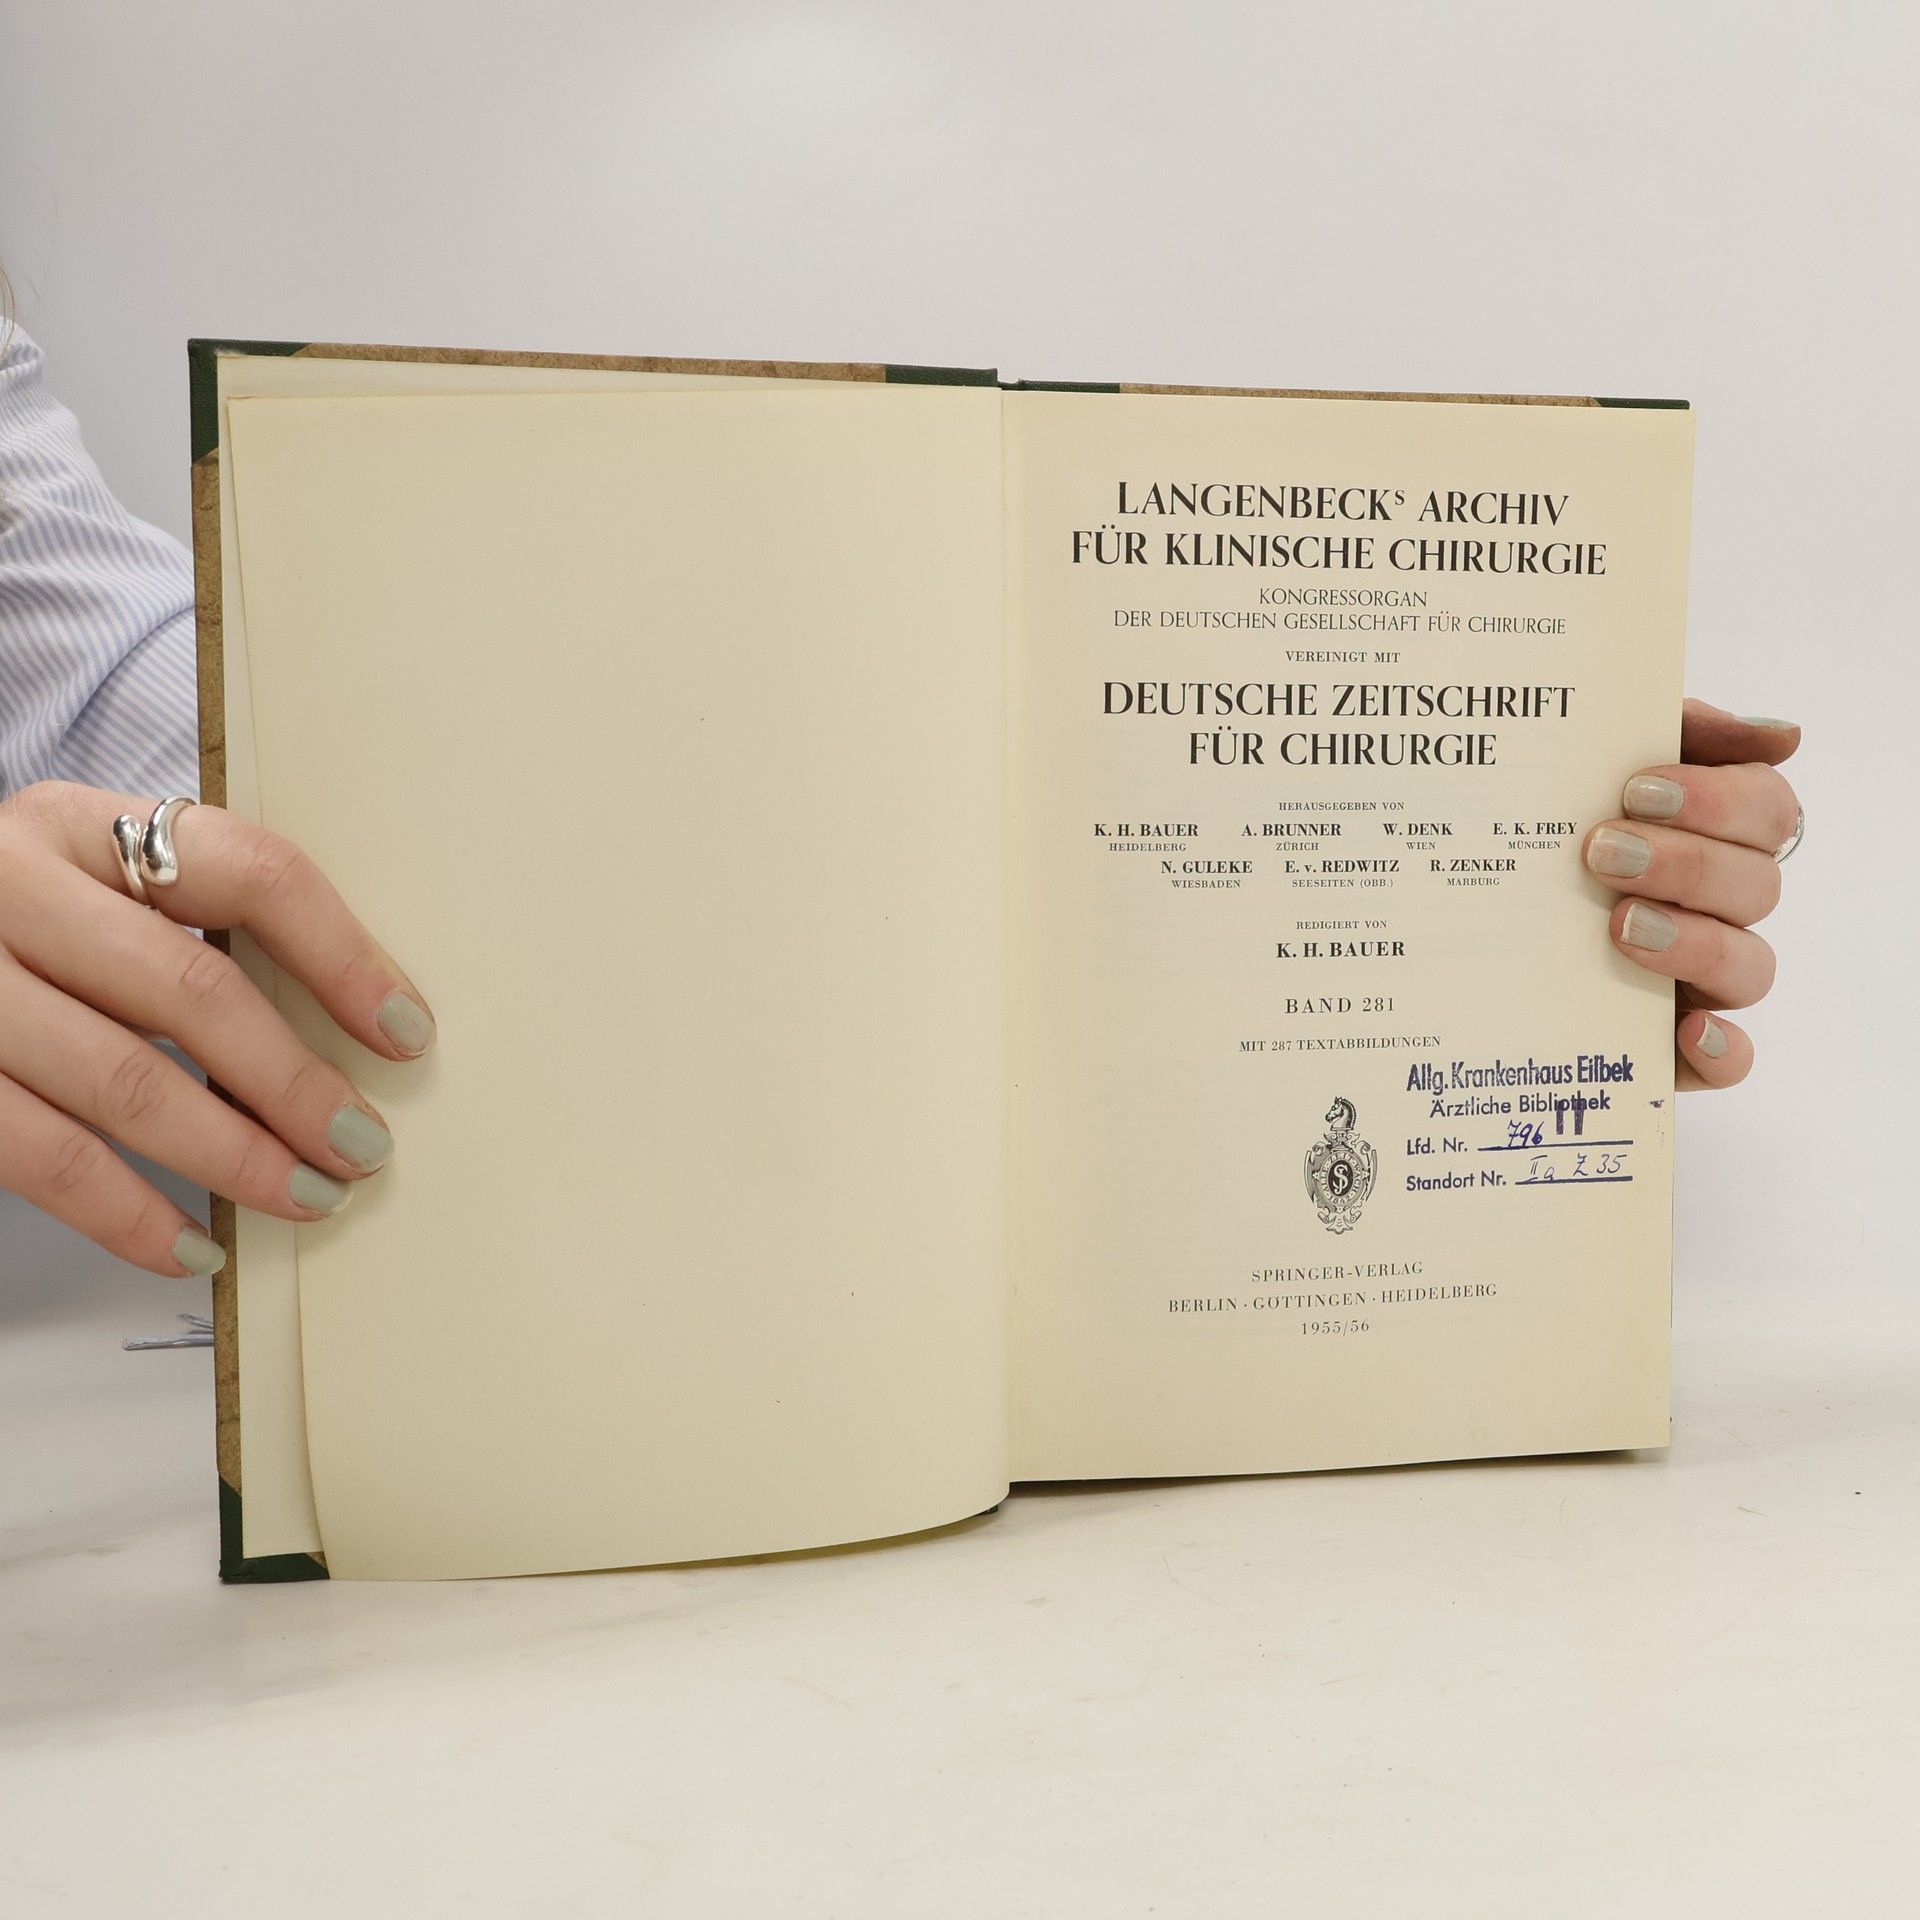 LANGENBECKS ARCHIV
FÜR KLINISCHE CHIRURGIE
KONGRESSORGAN
DER DEUTSCHEN GESELLSCHAFT FÜR CHIRURGIE
VEREINIGT MIT
DEUTSCHE ZEITSCHRIFT
FÜR CHIRURGIE
HERAUSGEGEBEN VON
K. H. BAUER A. BRUNNER W. DENK E. K. FREY
HEIDELBERG ZÜRICH WIEN MÜNCHEN
N. GULEKE E. v. REDWITZ R. ZENKER
WIESBADEN SEESEITEN (OBB.) MARBURG
REDIGIERT VON
K. H. BAUER
BAND 281
MIT 287 TEXTABBILDUNGEN
Allg. Krankenhaus Eilbek
Ärztliche Bibliothek
II
Lfd. Nr. 796
Standort Nr. IIa Z 35
SPRINGER-VERLAG
BERLIN · GÖTTINGEN · HEIDELBERG
1955/56